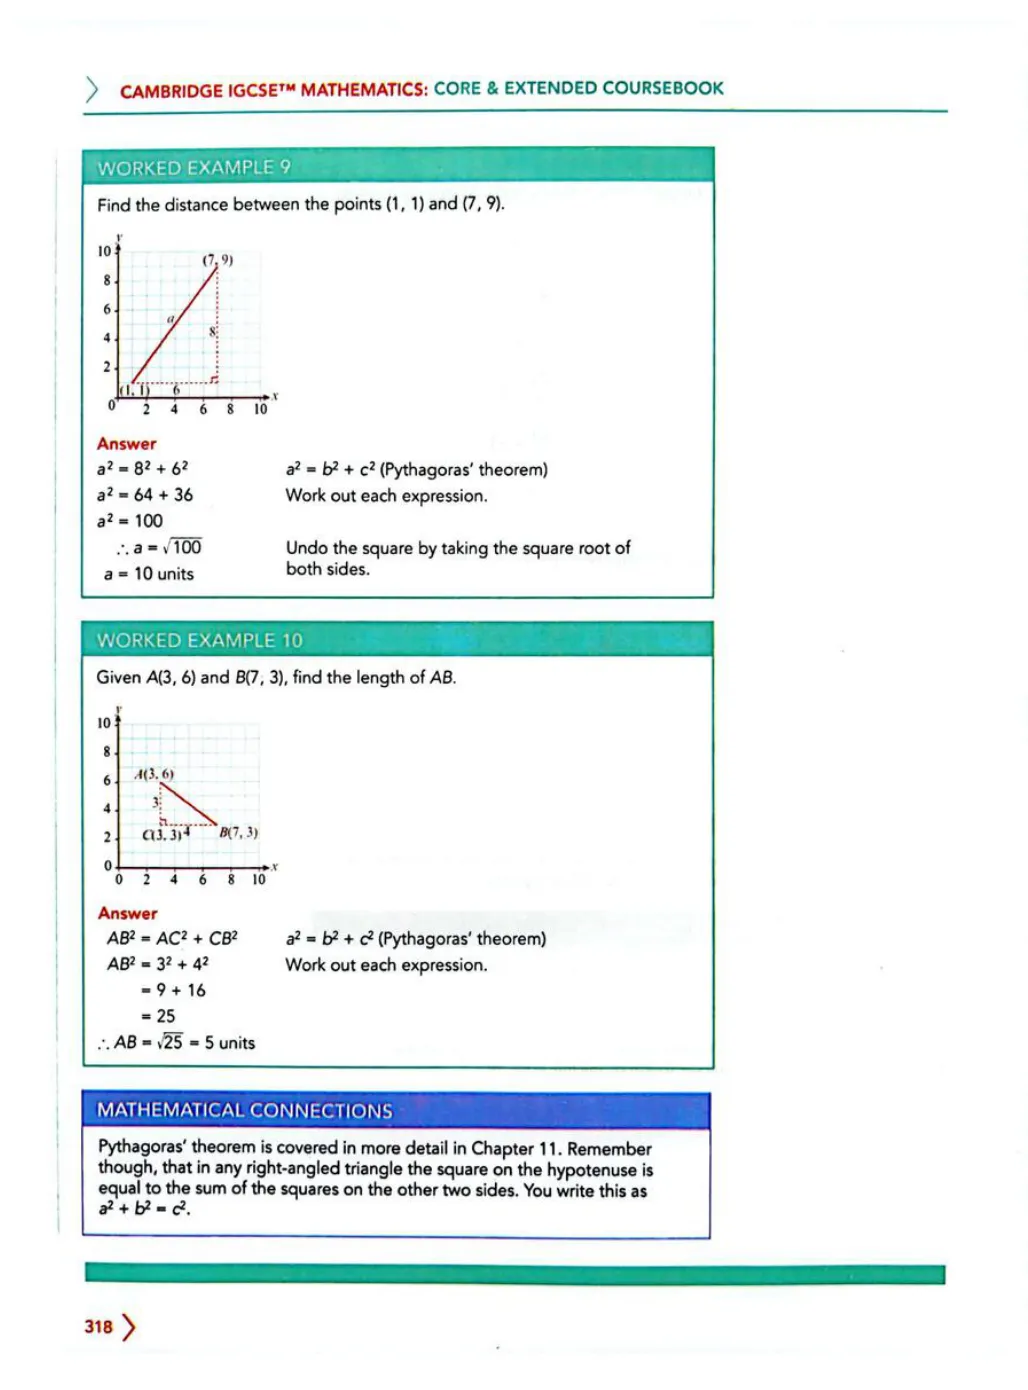 CAMBRIDGE IGCSE™ MATHEMATICS: CORE & EXTENDED COURSEBOOK
WORKED EXAMPLE 9
Find the distance between the points (1, 1) and (7, 9).
y
10
(7, 9)
8
6
a
8
4
2
(1, 1) 6
x
0 2 4 6 8 10
Answer
a² = 8² + 6² a² = b² + c² (Pythagoras' theorem)
a² = 64 + 36 Work out each expression.
a² = 100
∴ a = √100 Undo the square by taking the square root of
a = 10 units both sides.
WORKED EXAMPLE 10
Given A(3, 6) and B(7, 3), find the length of AB.
y
10
8
6 A(3, 6)
3
4
2 C(3, 3) 4 B(7, 3)
0 x
0 2 4 6 8 10
Answer
AB² = AC² + CB² a² = b² + c² (Pythagoras' theorem)
AB² = 3² + 4² Work out each expression.
= 9 + 16
= 25
∴ AB = √25 = 5 units
MATHEMATICAL CONNECTIONS
Pythagoras' theorem is covered in more detail in Chapter 11. Remember
though, that in any right-angled triangle the square on the hypotenuse is
equal to the sum of the squares on the other two sides. You write this as
a² + b² = c².
318